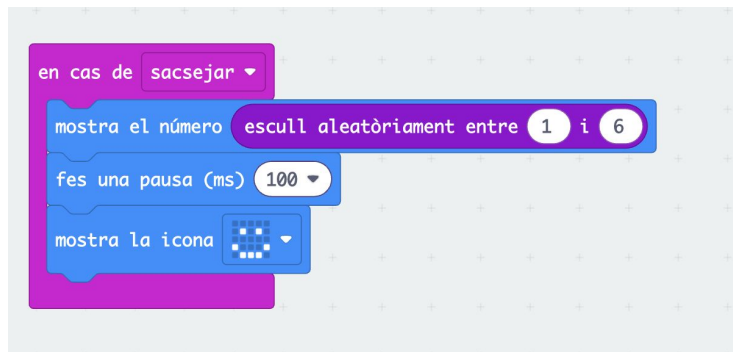 en cas de sacsejar
mostra el número escull aleatòriament entre 1 i 6
fes una pausa (ms) 100
mostra la icona